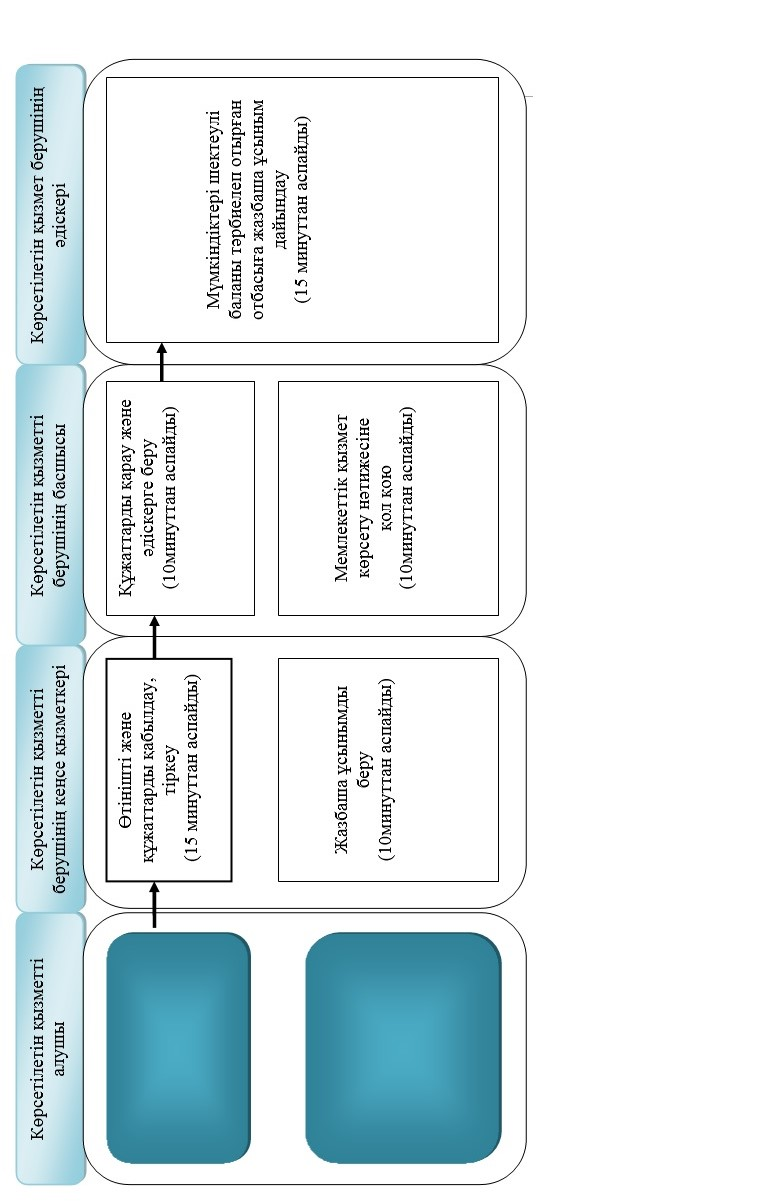 Көрсетілетін қызметті
алушы
Көрсетілетін қызметті
берушінің кеңсе қызметкері
Өтінішті және
құжаттарды қабылдау,
тіркеу
(15 минуттан аспайды)
Жазбаша ұсынымды
беру
(10минуттан аспайды)
Көрсетілетін қызметті
берушінің басшысы
Құжаттарды қарау және
әдіскерге беру
(10минуттан аспайды)
Мемлекеттік қызмет
көрсету нәтижесіне
қол қою
(10минуттан аспайды)
Көрсетілетін қызмет берушінің
әдіскері
Мүмкіндіктері шектеулі
баланы тәрбиелеп отырған
отбасыға жазбаша ұсыным
дайындау
(15 минуттан аспайды)